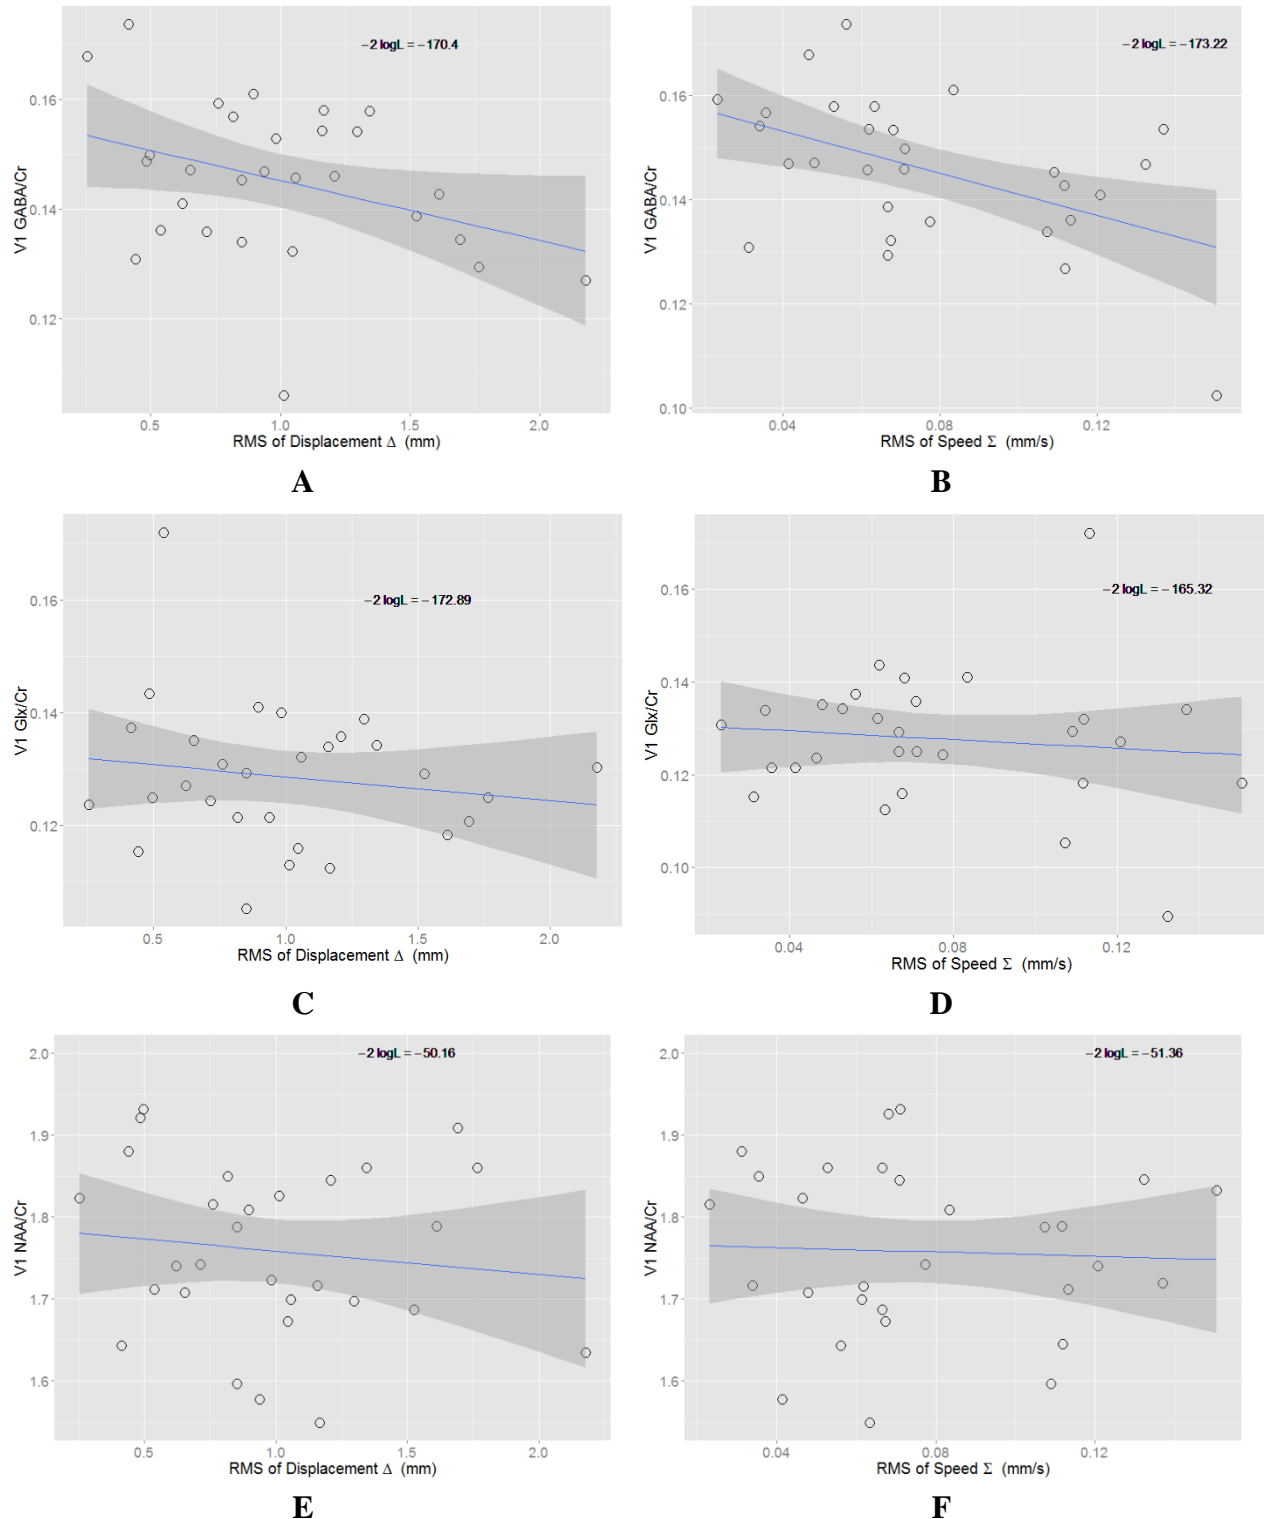 −2 logL = −170.4
0.16
0.14
0.12
V1 GABA/Cr
0.5 1.0 1.5 2.0
RMS of Displacement Δ (mm)
A
−2 logL = −173.22
0.16
0.14
0.12
0.10
V1 GABA/Cr
0.04 0.08 0.12
RMS of Speed Σ (mm/s)
B
−2 logL = −172.89
0.16
0.14
0.12
V1 Glx/Cr
0.5 1.0 1.5 2.0
RMS of Displacement Δ (mm)
C
−2 logL = −165.32
0.16
0.14
0.12
0.10
V1 Glx/Cr
0.04 0.08 0.12
RMS of Speed Σ (mm/s)
D
−2 logL = −50.16
2.0
1.9
1.8
1.7
1.6
V1 NAA/Cr
0.5 1.0 1.5 2.0
RMS of Displacement Δ (mm)
E
−2 logL = −51.36
2.0
1.9
1.8
1.7
1.6
V1 NAA/Cr
0.04 0.08 0.12
RMS of Speed Σ (mm/s)
F